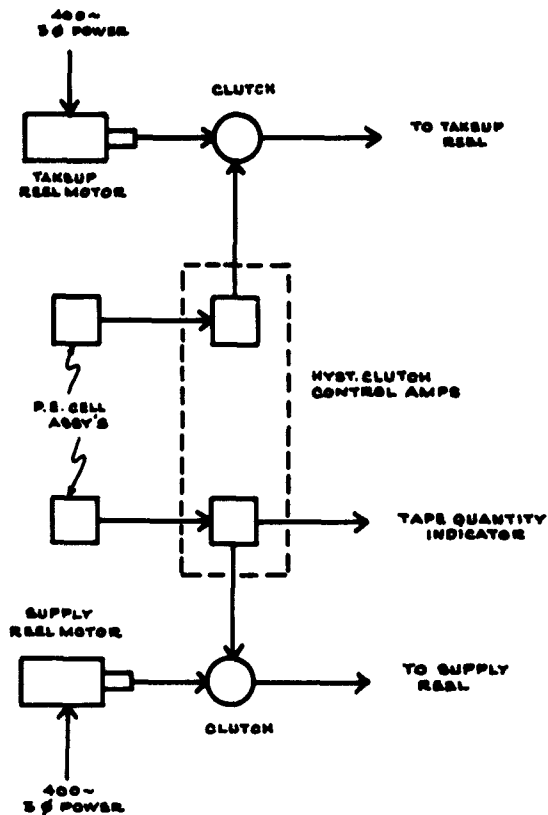 400~
3 Ø POWER
CLUTCH
TO TAKEUP
REEL
TAKEUP
REEL MOTOR
HYST. CLUTCH
CONTROL AMPS
P.E. CELL
ASSY'S
TAPE QUANTITY
INDICATOR
SUPPLY
REEL MOTOR
TO SUPPLY
REEL
CLUTCH
400~
3 Ø POWER